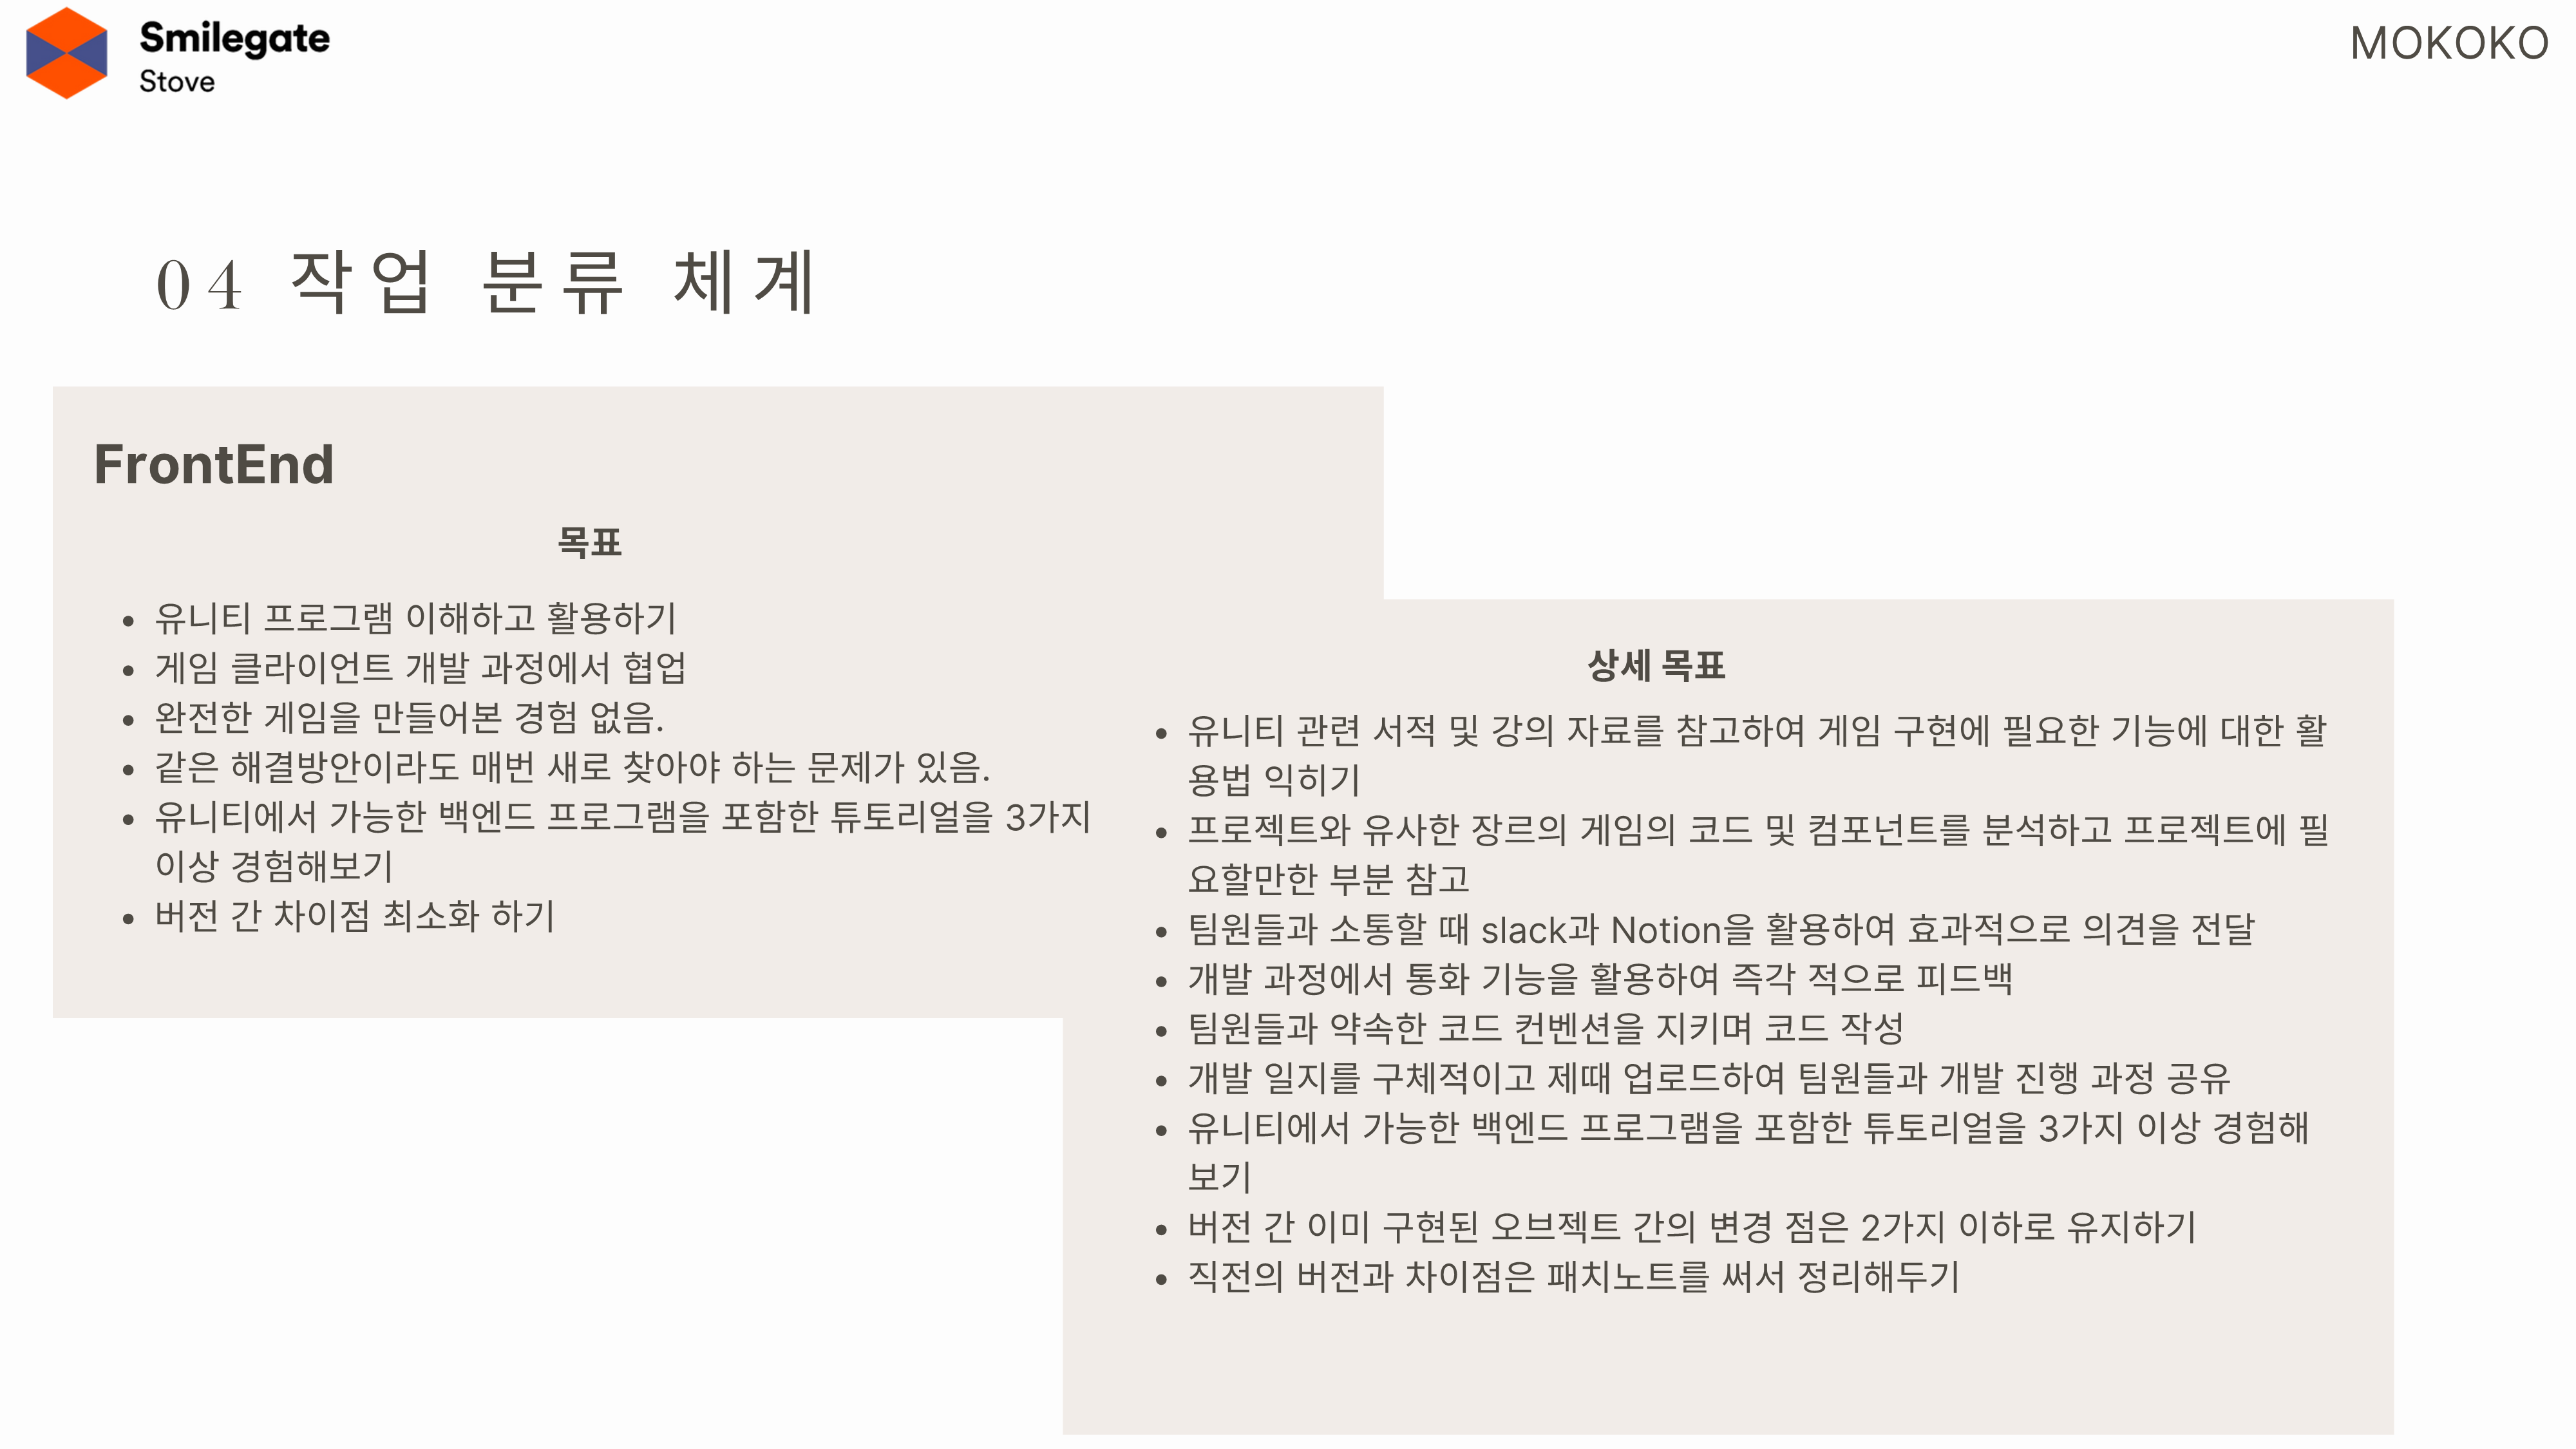 Smilegate
Stove
MOKOKO
04 작업 분류 체계
FrontEnd
목표
유니티 프로그램 이해하고 활용하기
게임 클라이언트 개발 과정에서 협업
완전한 게임을 만들어본 경험 없음.
같은 해결방안이라도 매번 새로 찾아야 하는 문제가 있음.
유니티에서 가능한 백엔드 프로그램을 포함한 튜토리얼을 3가지
이상 경험해보기
버전 간 차이점 최소화 하기
상세 목표
유니티 관련 서적 및 강의 자료를 참고하여 게임 구현에 필요한 기능에 대한 활
용법 익히기
프로젝트와 유사한 장르의 게임의 코드 및 컴포넌트를 분석하고 프로젝트에 필
요할만한 부분 참고
팀원들과 소통할 때 slack과 Notion을 활용하여 효과적으로 의견을 전달
개발 과정에서 통화 기능을 활용하여 즉각 적으로 피드백
팀원들과 약속한 코드 컨벤션을 지키며 코드 작성
개발 일지를 구체적이고 제때 업로드하여 팀원들과 개발 진행 과정 공유
유니티에서 가능한 백엔드 프로그램을 포함한 튜토리얼을 3가지 이상 경험해
보기
버전 간 이미 구현된 오브젝트 간의 변경 점은 2가지 이하로 유지하기
직전의 버전과 차이점은 패치노트를 써서 정리해두기